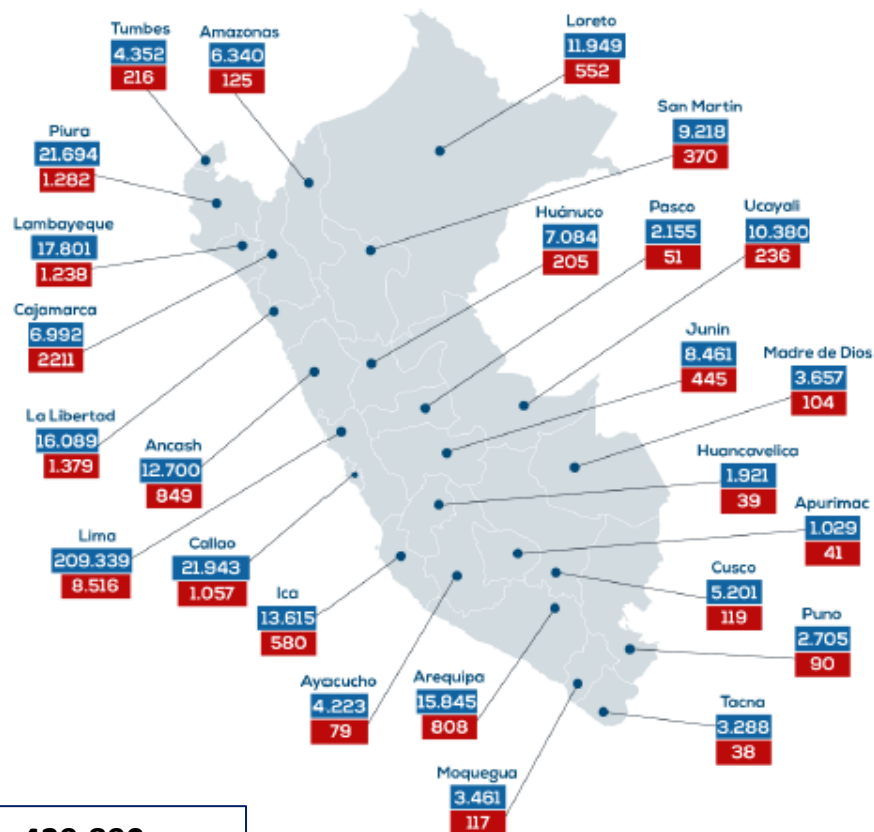 Tumbes
4.352
216
Amazonas
6.340
125
Loreto
11.949
552
San Martin
9.218
370
Piura
21.694
1.282
Lambayeque
17.801
1.238
Cajamarca
6.992
2211
La Libertad
16.089
1.379
Ancash
12.700
849
Lima
209.339
8.516
Callao
21.943
1.057
Ica
13.615
580
Ayacucho
4.223
79
Arequipa
15.845
808
Moquegua
3.461
117
Huánuco
7.084
205
Pasco
2.155
51
Ucayali
10.380
236
Junin
8.461
445
Madre de Dios
3.657
104
Huancavelica
1.921
39
Apurimac
1.029
41
Cusco
5.201
119
Puno
2.705
90
Tacna
3.288
38